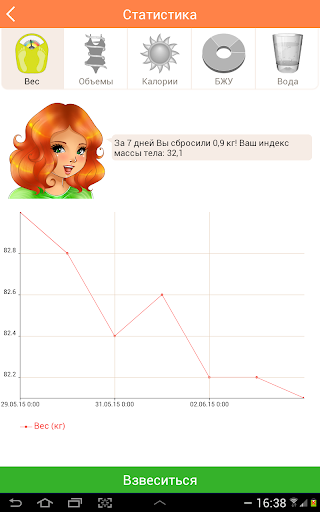 Статистика
Вес
Объемы
Калории
БЖУ
Вода
За 7 дней Вы сбросили 0,9 кг! Ваш индекс
массы тела: 32,1
82.8
82.6
82.4
82.2
29.05.15 0:00
31.05.15 0:00
02.06.15 0:00
Вес (кг)
Взвеситься
16:38